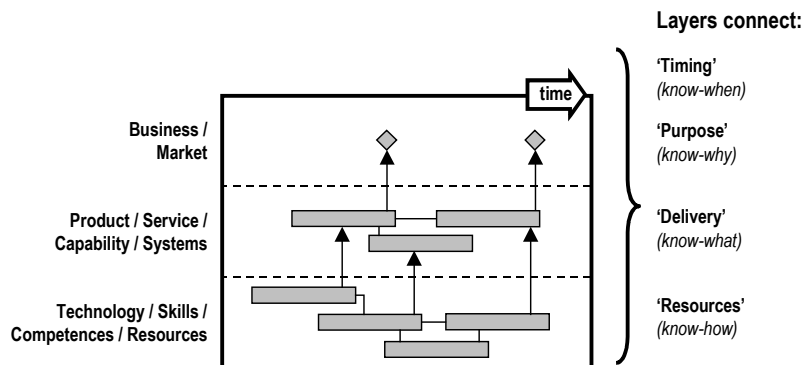 Layers connect:
time
'Timing'
(know-when)
Business /
Market
'Purpose'
(know-why)
Product / Service /
Capability / Systems
'Delivery'
(know-what)
Technology / Skills /
Competences / Resources
'Resources'
(know-how)